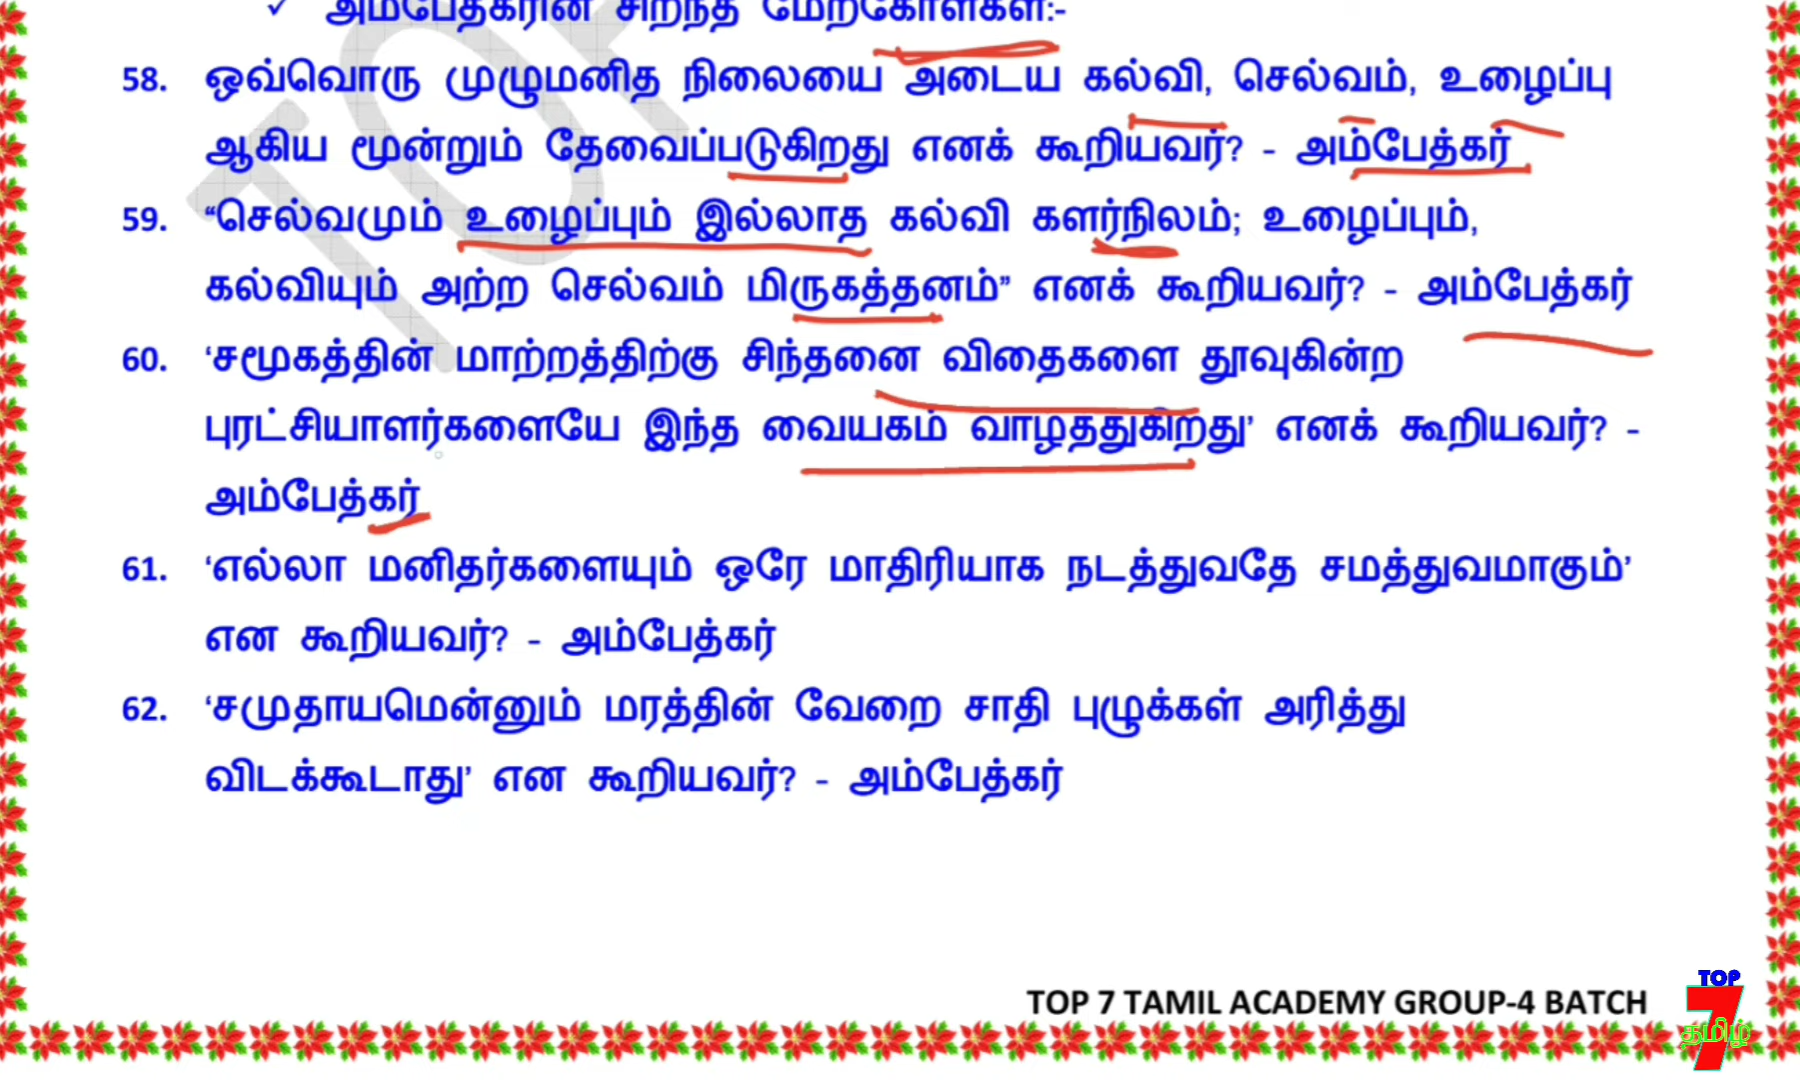 ✓ அம்பேத்கரின் சிறந்த மேற்கோள்கள்:-
58. ஒவ்வொரு முழுமனித நிலையை அடைய கல்வி, செல்வம், உழைப்பு
ஆகிய மூன்றும் தேவைப்படுகிறது எனக் கூறியவர்? - அம்பேத்கர்
59. “செல்வமும் உழைப்பும் இல்லாத கல்வி களர்நிலம்; உழைப்பும்,
கல்வியும் அற்ற செல்வம் மிருகத்தனம்” எனக் கூறியவர்? - அம்பேத்கர்
60. ‘சமூகத்தின் மாற்றத்திற்கு சிந்தனை விதைகளை தூவுகின்ற
புரட்சியாளர்களையே இந்த வையகம் வாழ்த்துகிறது’ எனக் கூறியவர்? -
அம்பேத்கர்
61. ‘எல்லா மனிதர்களையும் ஒரே மாதிரியாக நடத்துவதே சமத்துவமாகும்’
என கூறியவர்? - அம்பேத்கர்
62. ‘சமுதாயமென்னும் மரத்தின் வேறை சாதி புழுக்கள் அரித்து
விடக்கூடாது’ என கூறியவர்? - அம்பேத்கர்
TOP 7 TAMIL ACADEMY GROUP-4 BATCH
TOP
7
தமிழ்